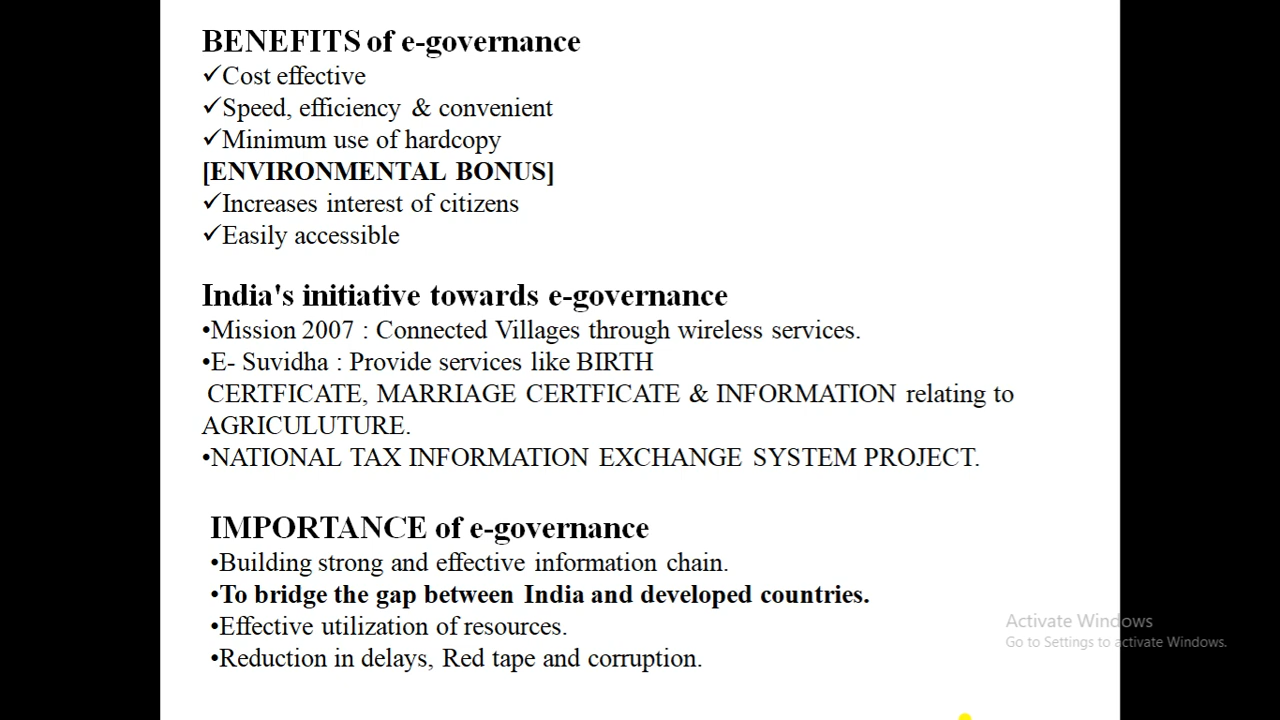 BENEFITS of e-governance
✓Cost effective
✓Speed, efficiency & convenient
✓Minimum use of hardcopy
[ENVIRONMENTAL BONUS]
✓Increases interest of citizens
✓Easily accessible
India's initiative towards e-governance
•Mission 2007 : Connected Villages through wireless services.
•E- Suvidha : Provide services like BIRTH
CERTFICATE, MARRIAGE CERTFICATE & INFORMATION relating to
AGRICULUTURE.
•NATIONAL TAX INFORMATION EXCHANGE SYSTEM PROJECT.
IMPORTANCE of e-governance
•Building strong and effective information chain.
•To bridge the gap between India and developed countries.
•Effective utilization of resources.
•Reduction in delays, Red tape and corruption.
Activate Windows
Go to Settings to activate Windows.